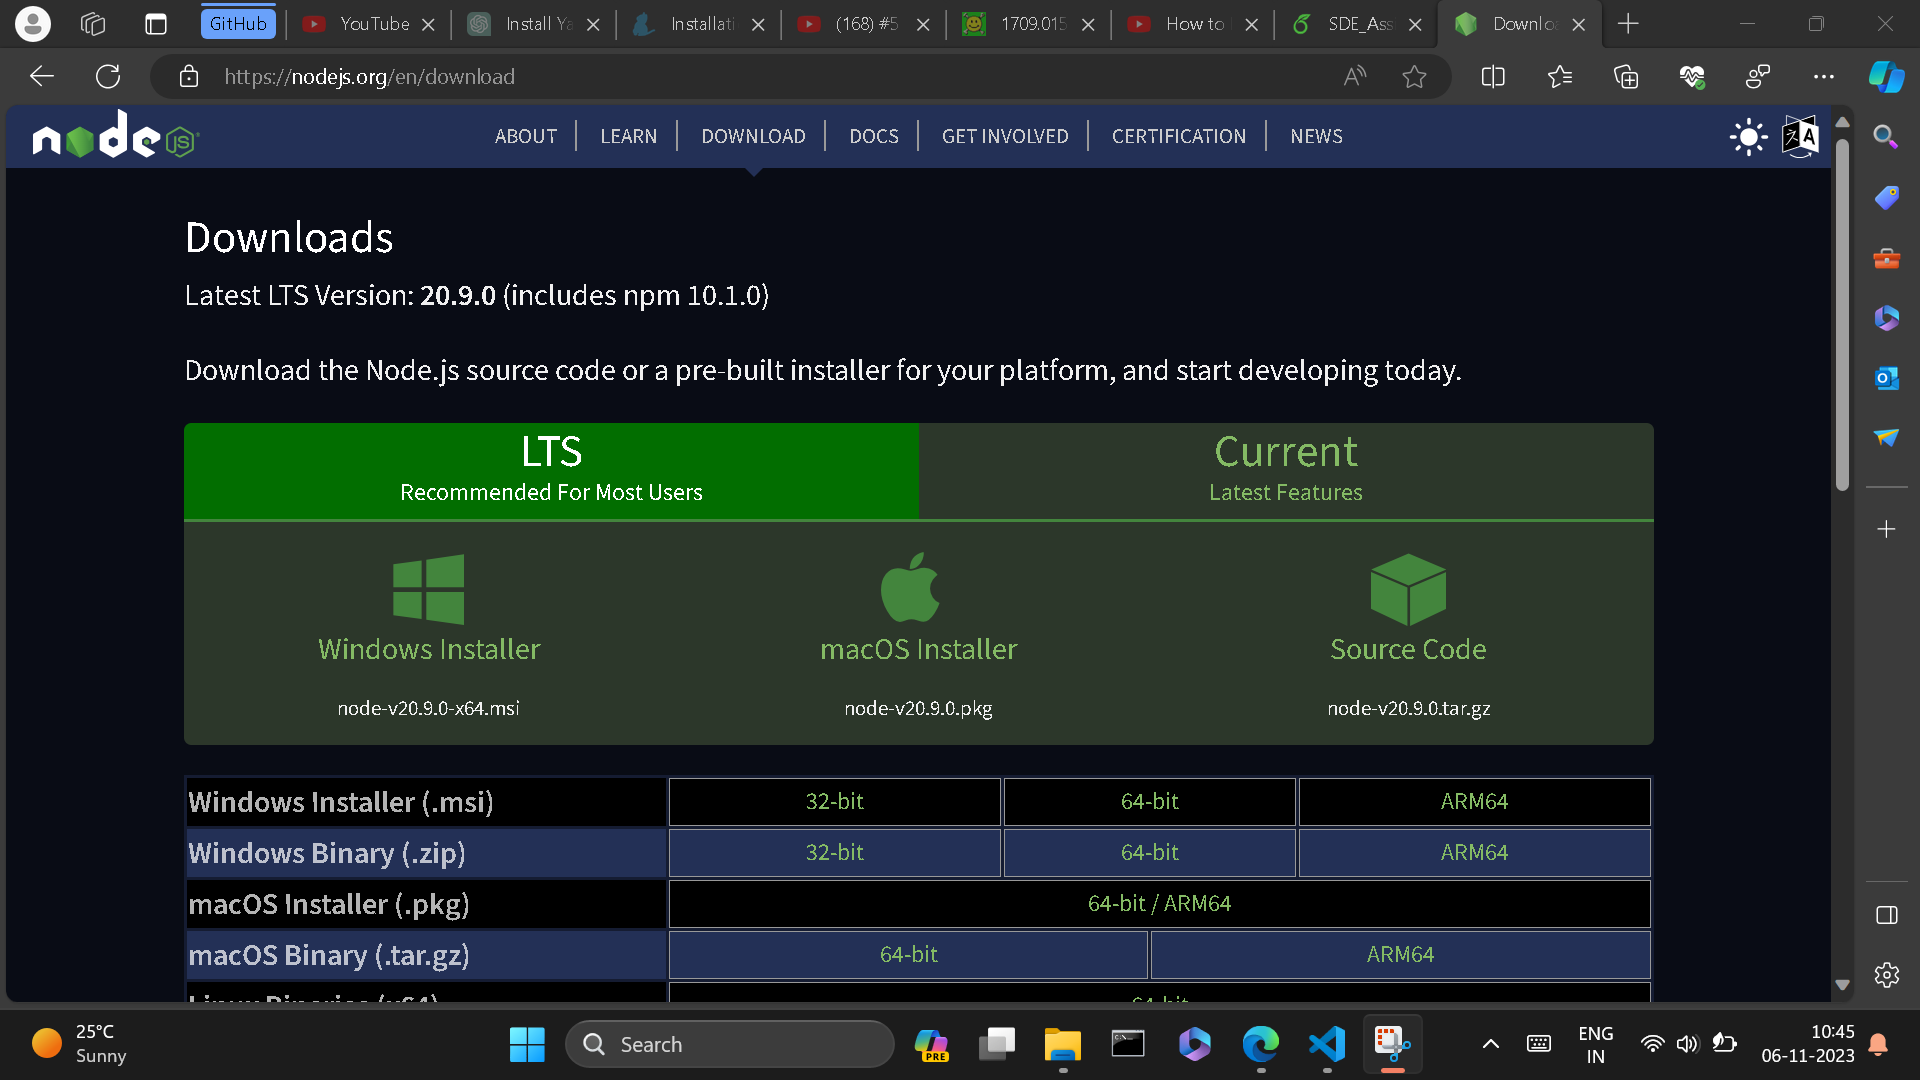 GitHub
YouTube
Install Ya
Installati
(168) #5
1709.015
How to
SDE_Ass
Downlo
https://nodejs.org/en/download
node JS
ABOUT
LEARN
DOWNLOAD
DOCS
GET INVOLVED
CERTIFICATION
NEWS
Downloads
Latest LTS Version: 20.9.0 (includes npm 10.1.0)
Download the Node.js source code or a pre-built installer for your platform, and start developing today.
LTS
Recommended For Most Users
Current
Latest Features
Windows Installer
node-v20.9.0-x64.msi
macOS Installer
node-v20.9.0.pkg
Source Code
node-v20.9.0.tar.gz
Windows Installer (.msi) 32-bit 64-bit ARM64
Windows Binary (.zip) 32-bit 64-bit ARM64
macOS Installer (.pkg) 64-bit / ARM64
macOS Binary (.tar.gz) 64-bit ARM64
Linux Binaries (x64) 64-bit
25°C
Sunny
Search
PRE
ENG
IN
10:45
06-11-2023